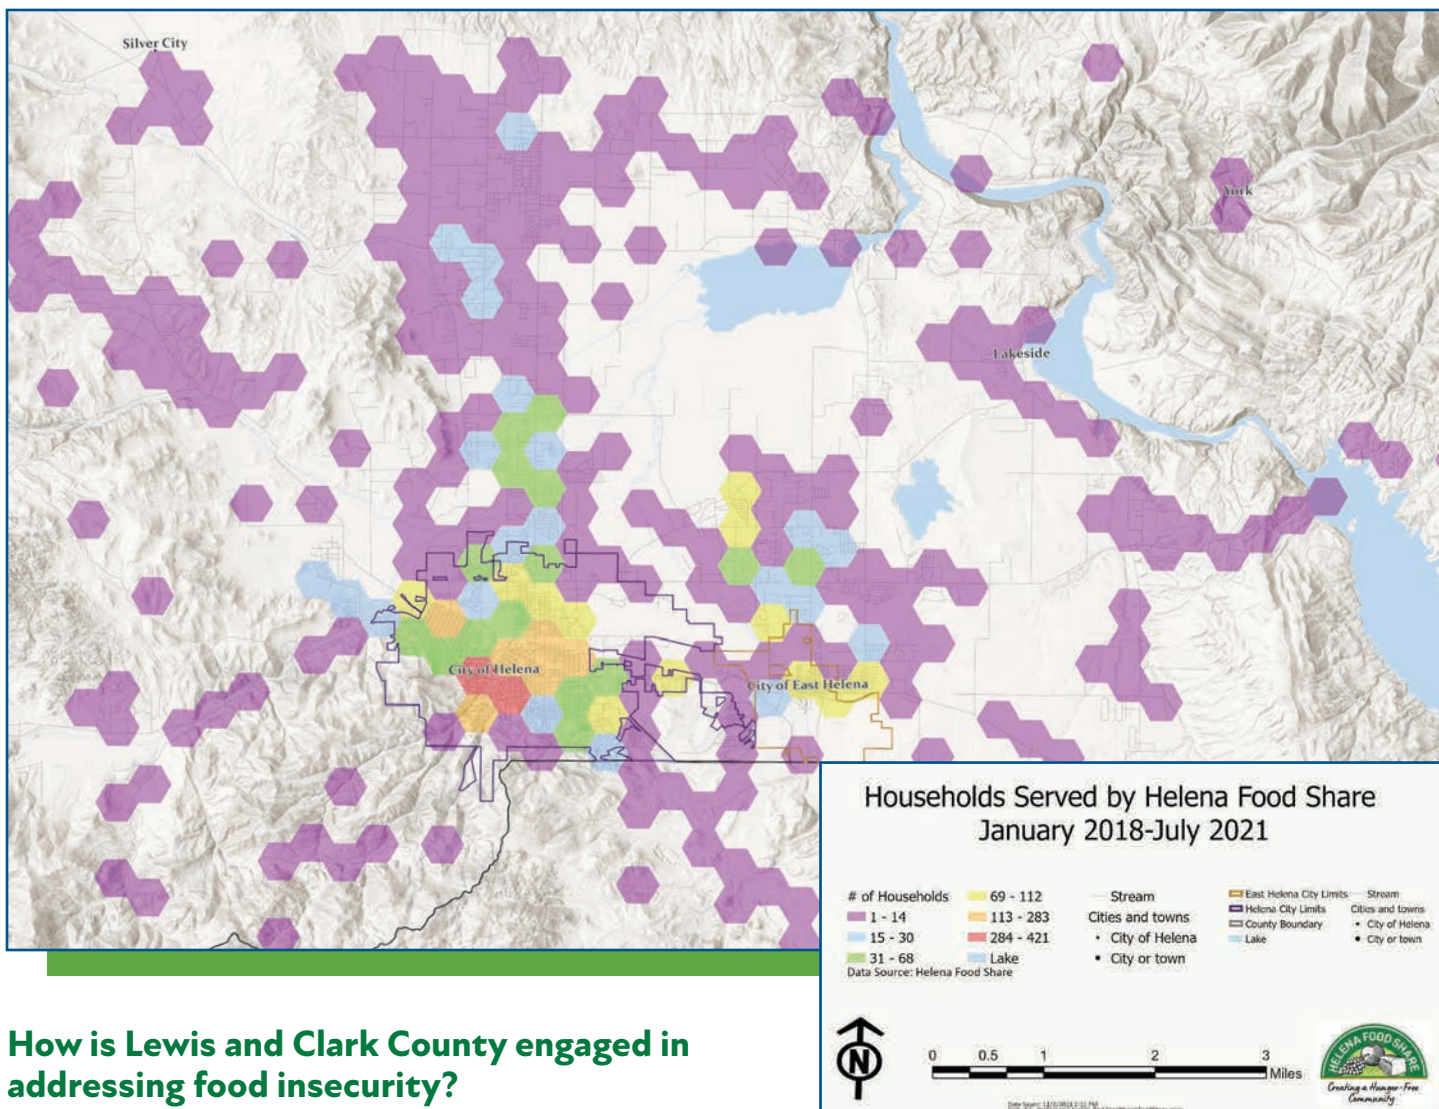 Silver City
York
Lakeside
City of Helena
City of East Helena
Households Served by Helena Food Share
January 2018-July 2021
# of Households
1 - 14
15 - 30
31 - 68
69 - 112
113 - 283
284 - 421
Lake
Stream
Cities and towns
City of Helena
City or town
East Helena City Limits
Helena City Limits
County Boundary
Lake
Stream
Cities and towns
City of Helena
City or town
Data Source: Helena Food Share
N
0 0.5 1 2 3
Miles
HELENA FOOD SHARE
Creating a Hunger-Free
Community
How is Lewis and Clark County engaged in
addressing food insecurity?